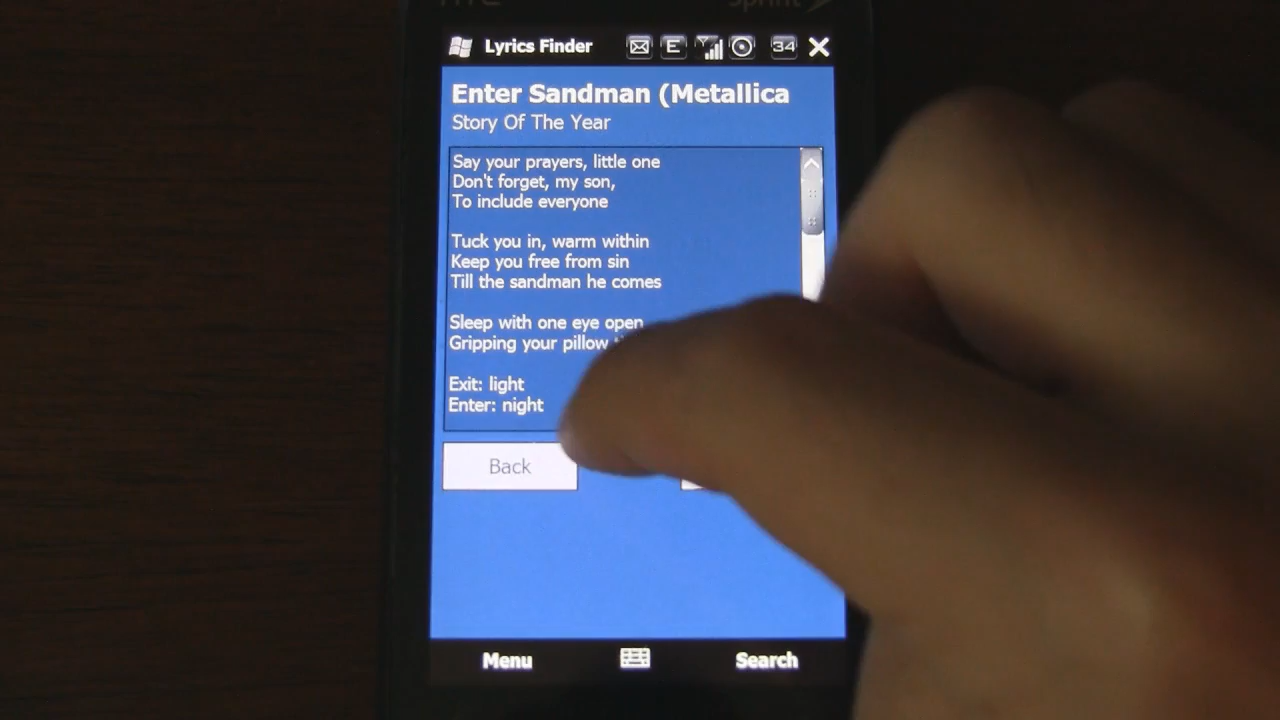 Lyrics Finder
E
34
Enter Sandman (Metallica
Story Of The Year
Say your prayers, little one
Don't forget, my son,
To include everyone
Tuck you in, warm within
Keep you free from sin
Till the sandman he comes
Sleep with one eye open
Gripping your pillow
Exit: light
Enter: night
Back
Menu
Search